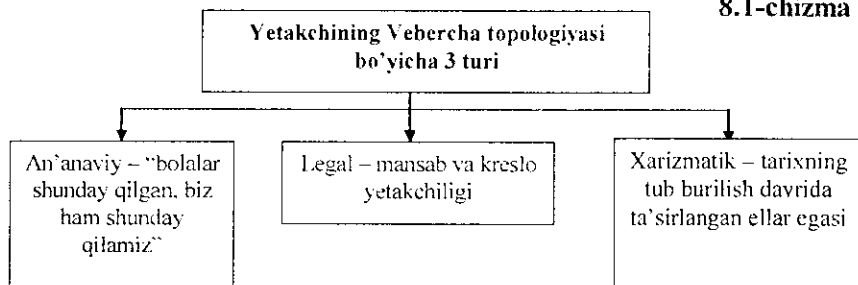 8.1-chizma
Yetakchining Vebercha topologiyasi
bo’yicha 3 turi
An’anaviy – “bolalar
shunday qilgan, biz
ham shunday
qilamiz”
Legal – mansab va kreslo
yetakchiligi
Xarizmatik – tarixning
tub burilish davrida
ta’sirlangan ellar egasi